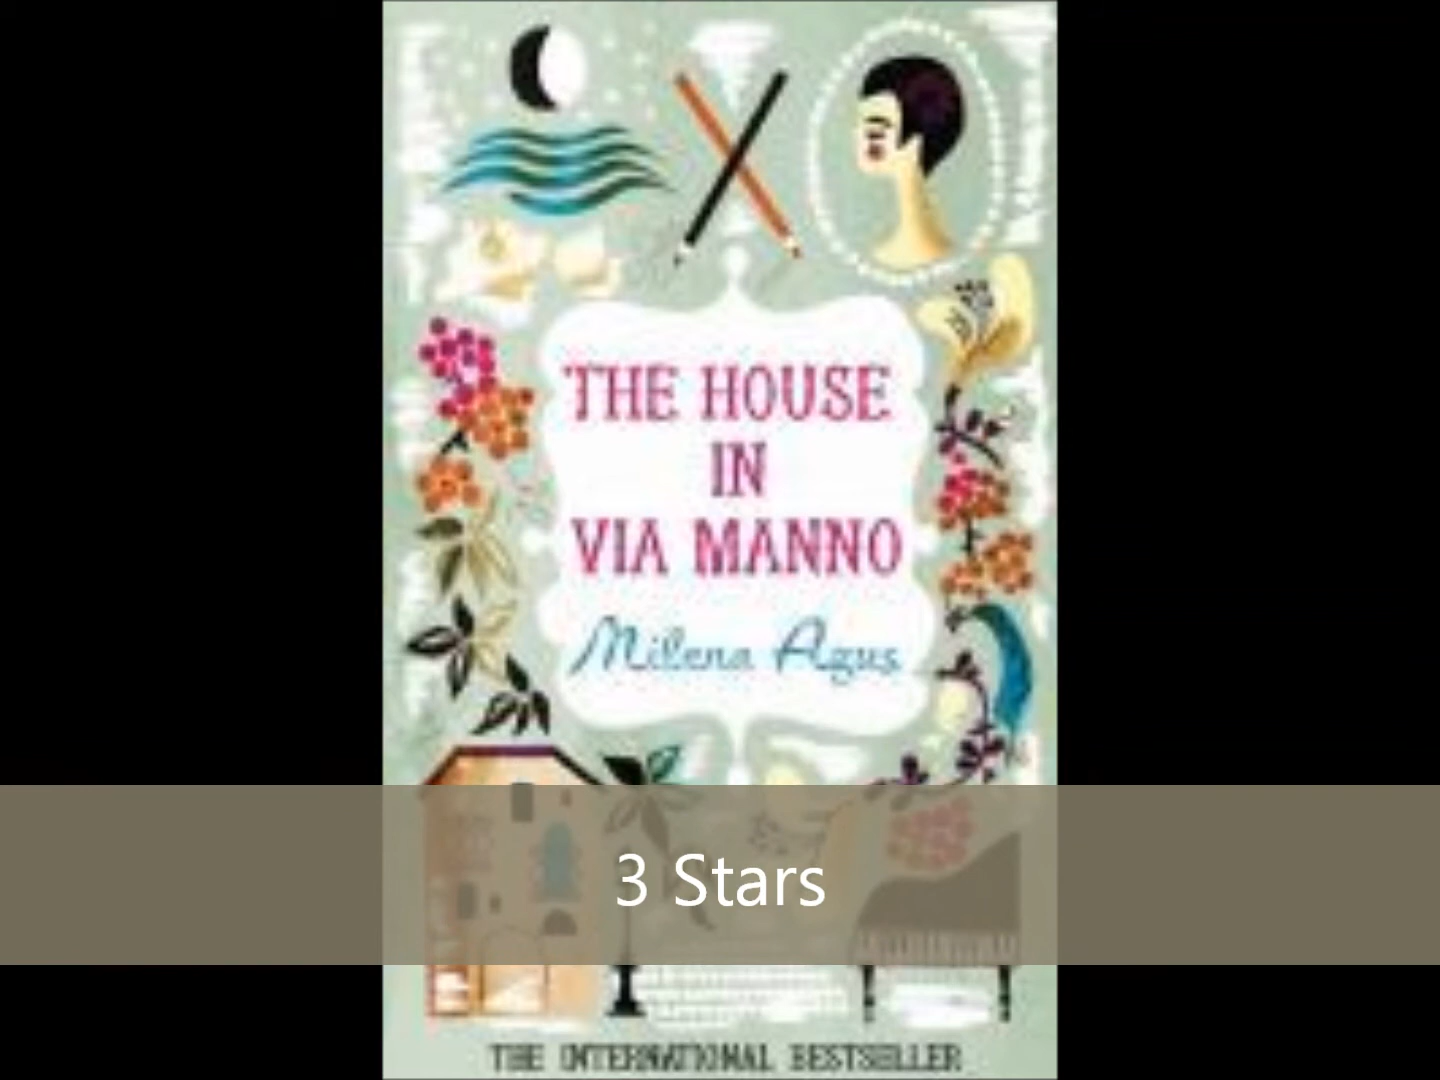 THE HOUSE
IN
VIA MANNO
Milena Agus
3 Stars
THE INTERNATIONAL BESTSELLER